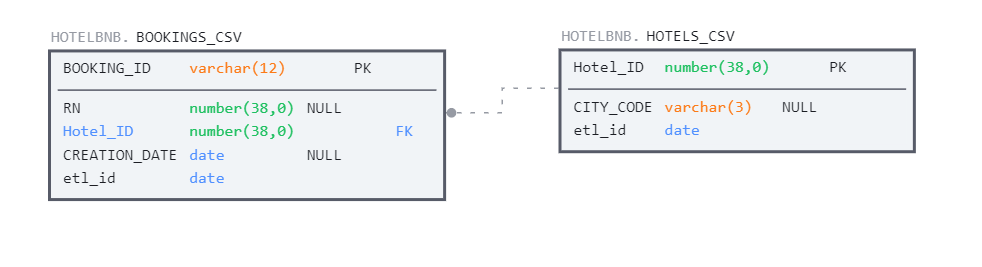 HOTELBNB. BOOKINGS_CSV
BOOKING_ID varchar(12) PK
RN number(38,0) NULL
Hotel_ID number(38,0) FK
CREATION_DATE date NULL
etl_id date
HOTELBNB. HOTELS_CSV
Hotel_ID number(38,0) PK
CITY_CODE varchar(3) NULL
etl_id date